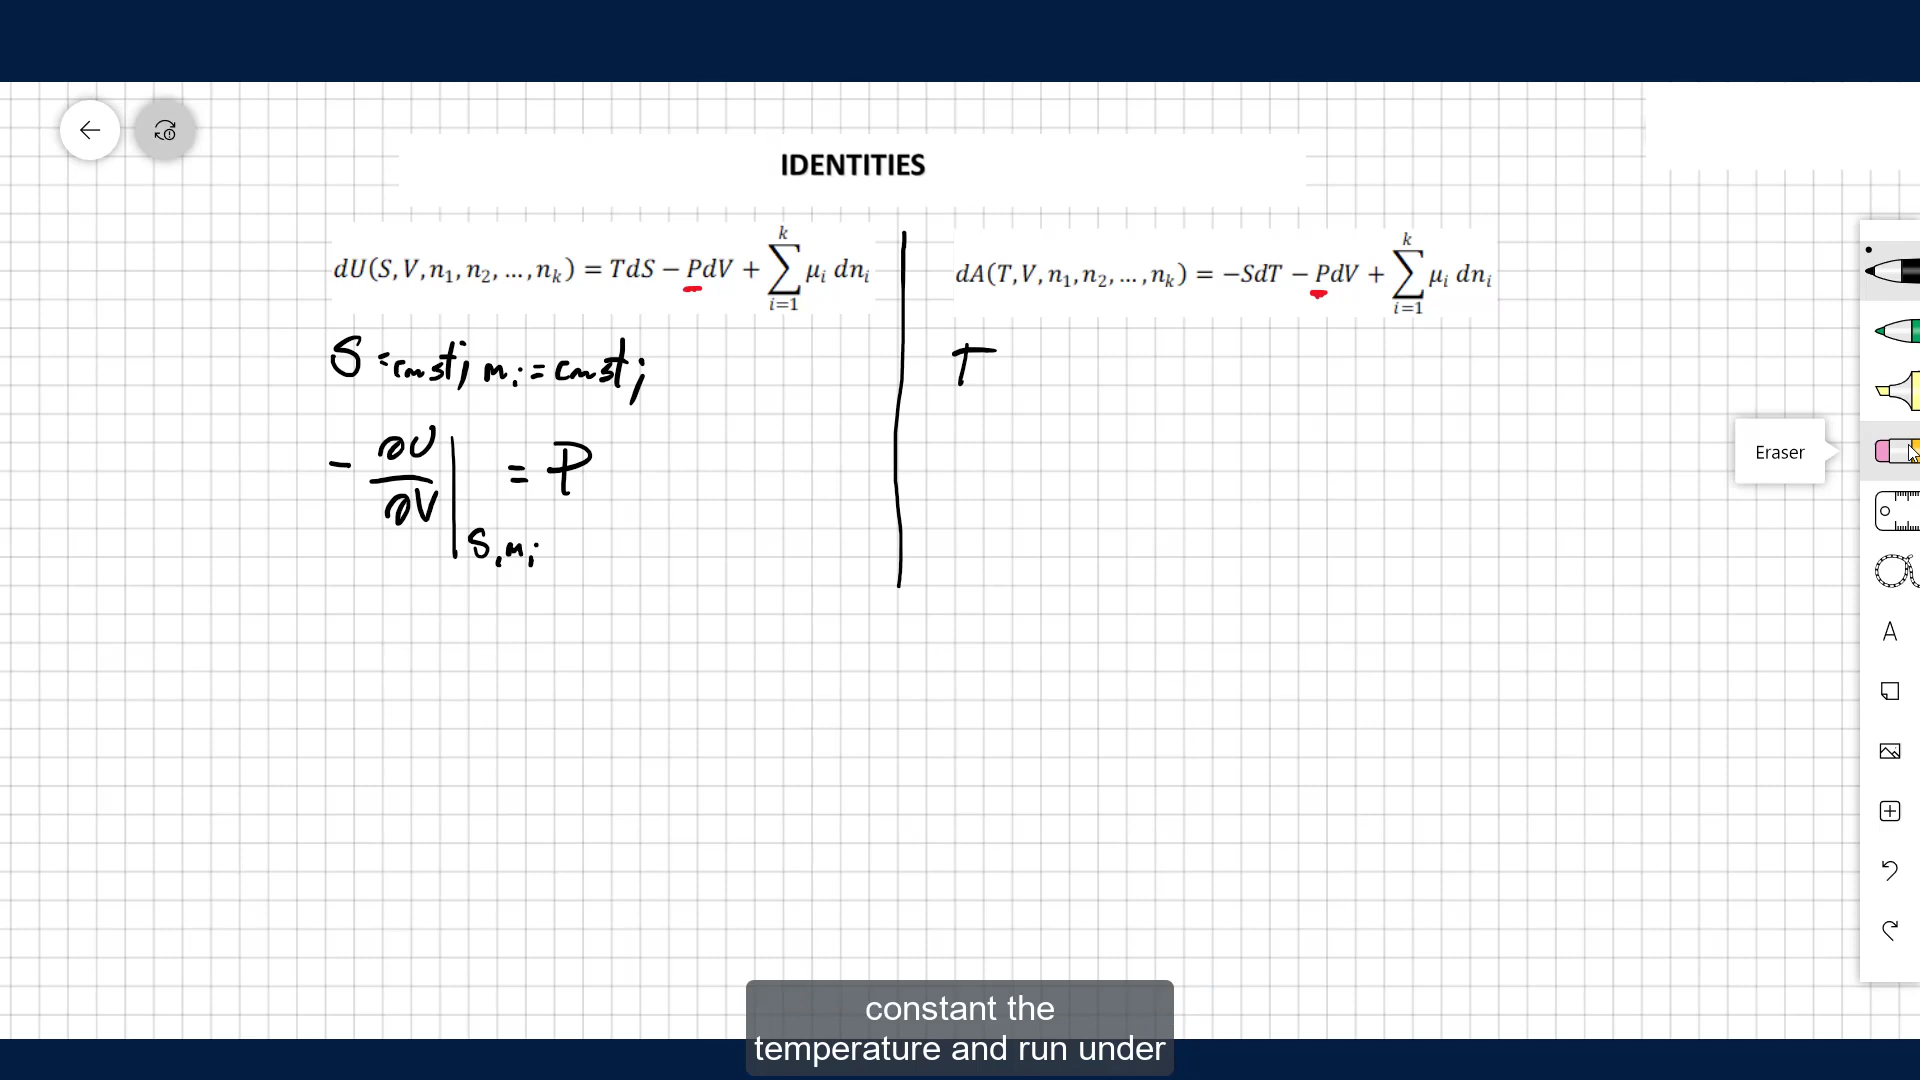 IDENTITIES
dU(S, V, n₁, n₂, …, nₖ) = TdS − PdV + ∑ᵢ₌₁ᵏ μᵢ dnᵢ
S = const; nᵢ = const;
− ∂U/∂V |S, nᵢ = P
dA(T, V, n₁, n₂, …, nₖ) = −SdT − PdV + ∑ᵢ₌₁ᵏ μᵢ dnᵢ
T
Eraser
A
constant the
temperature and run under